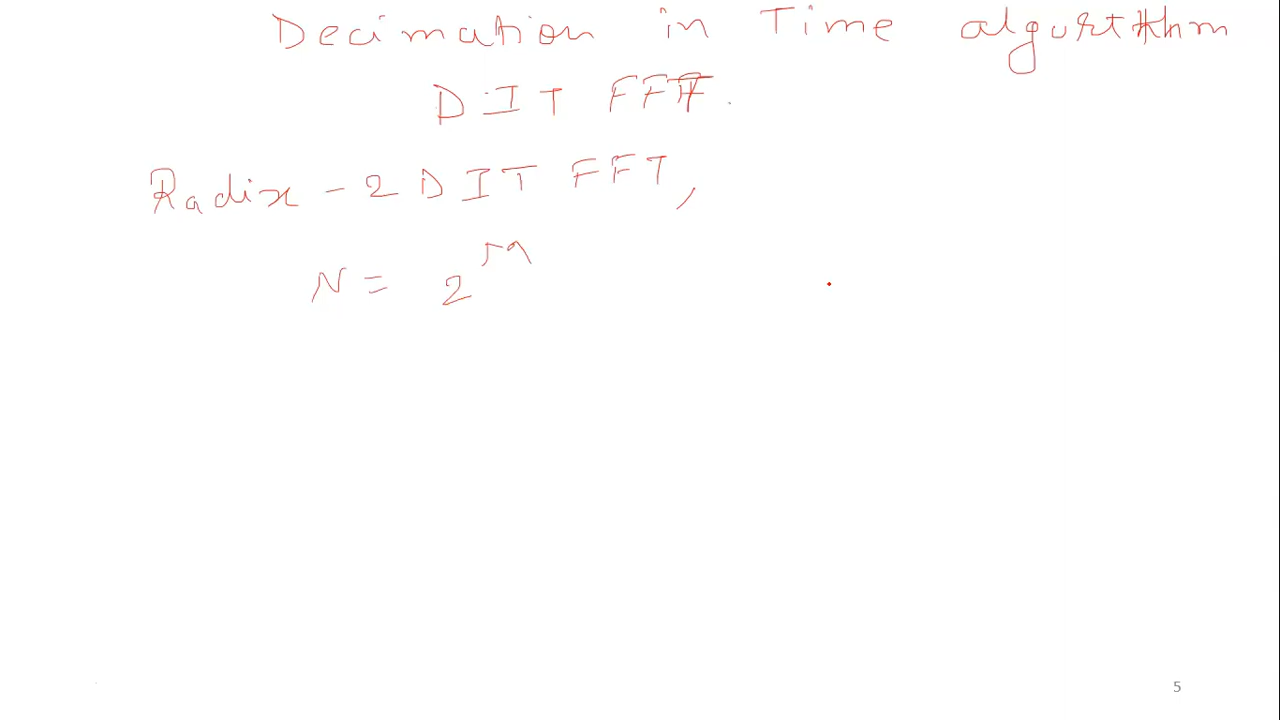 Decimation in Time algorithm
DIT FFT.
Radix-2 DIT FFT,
N = 2^M
5